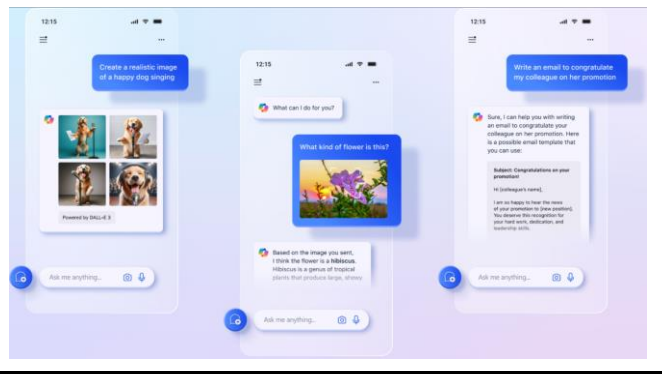 12:15
Create a realistic image
of a happy dog singing
Powered by DALL-E 3
Ask me anything...
12:15
What can I do for you?
What kind of flower is this?
Based on the image you sent,
I think the flower is a hibiscus.
Hibiscus is a genus of tropical
plants that produce large, showy
Ask me anything...
12:15
Write an email to congratulate
my colleague on her promotion
Sure, I can help you with writing
an email to congratulate your
colleague on her promotion. Here
is a possible email template that
you can use:
Subject: Congratulations on your
promotion!
Hi [colleague's name],
I am so happy to hear the news
of your promotion to [new position].
You deserve this recognition for
your hard work, dedication, and
leadership skills.
Ask me anything...